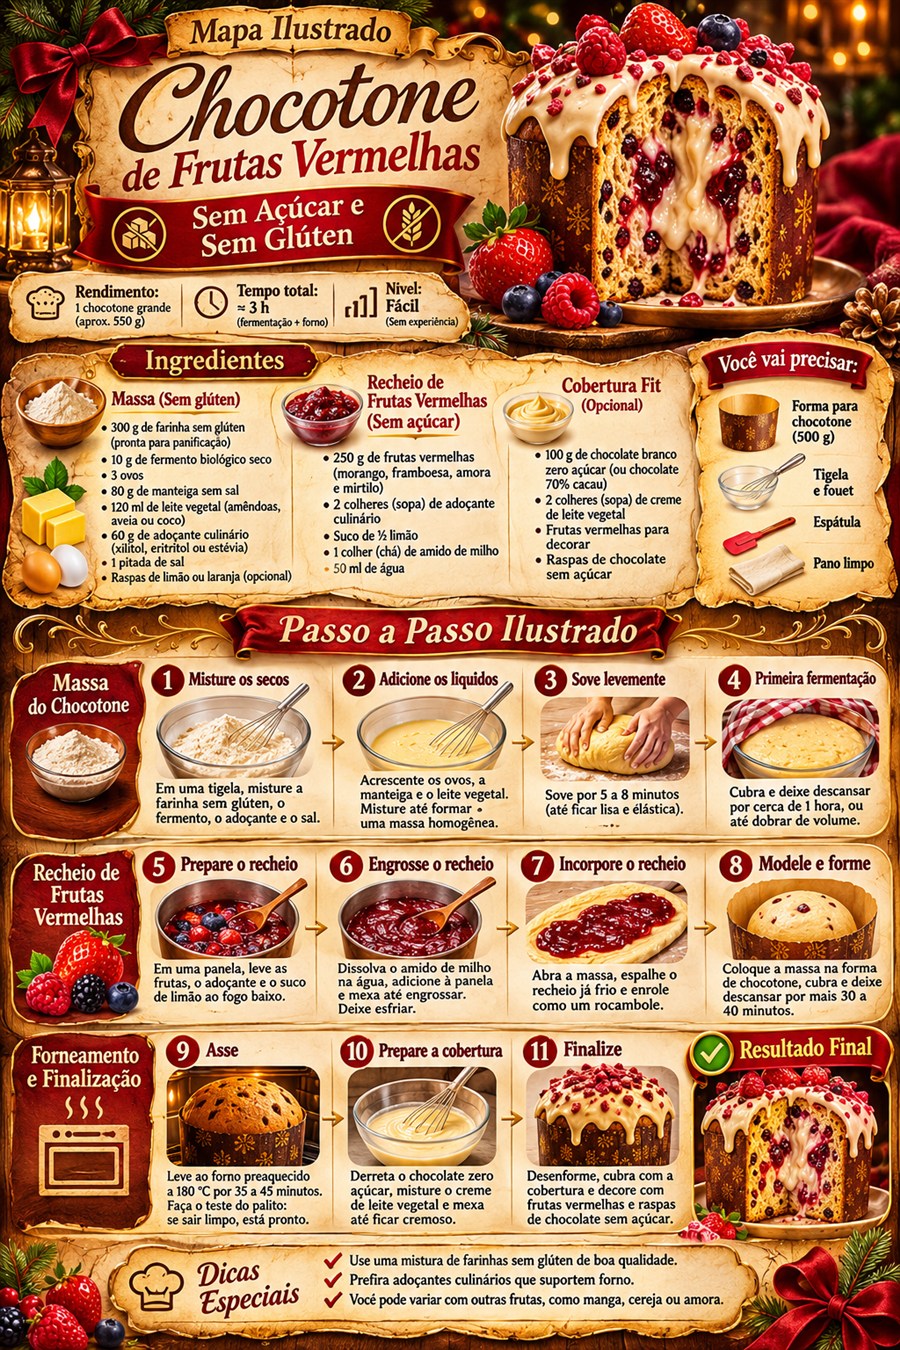 Mapa Ilustrado
Chocotone
de Frutas Vermelhas
Sem Açúcar e
Sem Glúten
Rendimento:
1 chocotone grande
(aprox. 550 g)
Tempo total:
≈ 3 h
(fermentação + forno)
Nível:
Fácil
(Sem experiência)
Ingredientes
Massa (Sem glúten)
• 300 g de farinha sem glúten
(pronta para panificação)
• 10 g de fermento biológico seco
• 3 ovos
• 80 g de manteiga sem sal
• 120 ml de leite vegetal (amêndoas,
aveia ou coco)
• 60 g de adoçante culinário
(xilitol, eritritol ou estévia)
• 1 pitada de sal
• Raspas de limão ou laranja (opcional)
Recheio de
Frutas Vermelhas
(Sem açúcar)
• 250 g de frutas vermelhas
(morango, framboesa, amora
e mirtilo)
• 2 colheres (sopa) de adoçante
culinário
• Suco de ½ limão
• 1 colher (chá) de amido de milho
• 50 ml de água
Cobertura Fit
(Opcional)
• 100 g de chocolate branco
zero açúcar (ou chocolate
70% cacau)
• 2 colheres (sopa) de creme
de leite vegetal
• Frutas vermelhas para
decorar
• Raspas de chocolate
sem açúcar
Você vai precisar:
Forma para
chocotone
(500 g)
Tigela
e fouet
Espátula
Pano limpo
Passo a Passo Ilustrado
Massa
do Chocotone
1 Misture os secos
Em uma tigela, misture a
farinha sem glúten, o
fermento, o adoçante e o sal.
2 Adicione os liquidos
Acrescente os ovos, a
manteiga e o leite vegetal.
Misture até formar
uma massa homogênea.
3 Sove levemente
Sove por 5 a 8 minutos
(até ficar lisa e elástica).
4 Primeira fermentação
Cubra e deixe descansar
por cerca de 1 hora, ou
até dobrar de volume.
Recheio de
Frutas
Vermelhas
5 Prepare o recheio
Em uma panela, leve as
frutas, o adoçante e o suco
de limão ao fogo baixo.
6 Engrosse o recheio
Dissolva o amido de milho
na água, adicione à panela
e mexa até engrossar.
Deixe esfriar.
7 Incorpore o recheio
Abra a massa, espalhe o
recheio já frio e enrole
como um rocambole.
8 Modele e forme
Coloque a massa na forma
de chocotone, cubra e deixe
descansar por mais 30 a
40 minutos.
Forneamento
e Finalização
9 Asse
Leve ao forno preaquecido
a 180 °C por 35 a 45 minutos.
Faça o teste do palito:
se sair limpo, está pronto.
10 Prepare a cobertura
Derreta o chocolate zero
açúcar, misture o creme
de leite vegetal e mexa
até ficar cremoso.
11 Finalize
Desenforme, cubra com a
cobertura e decore com
frutas vermelhas e raspas
de chocolate sem açúcar.
Resultado Final
Dicas
Especiais
Use uma mistura de farinhas sem glúten de boa qualidade.
Prefira adoçantes culinários que suportem forno.
Você pode variar com outras frutas, como manga, cereja ou amora.